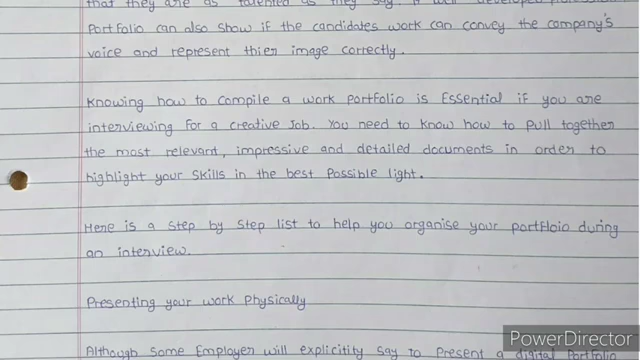 that they are as talented as they say. A well developed
Portfolio can also show if the candidates work can convey the company's
voice and represent thier image correctly.
Knowing how to compile a work portfolio is Essential if you are
interviewing for a creative Job. You need to know how to Pull together
the most relevant, impressive and detailed documents in order to
highlight your skills in the best Possible light.
Here is a step by step list to help you organise your portfloio during
an interview.
Presenting your work Physically
Although Some Employer will explicitity say to Present a digital Portfolio
PowerDirector